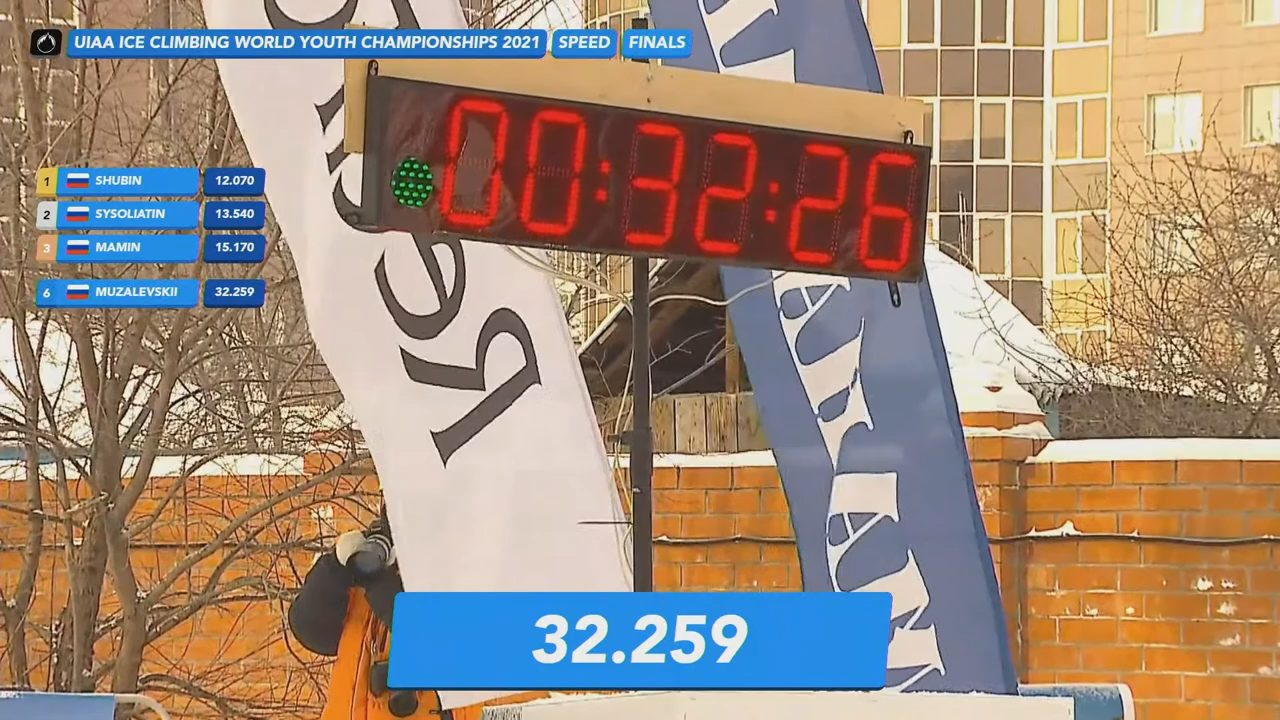 UIAA ICE CLIMBING WORLD YOUTH CHAMPIONSHIPS 2021 SPEED FINALS
00:32:26
1 SHUBIN 12.070
2 SYSOLIATIN 13.540
3 MAMIN 15.170
6 MUZALEVSKII 32.259
32.259